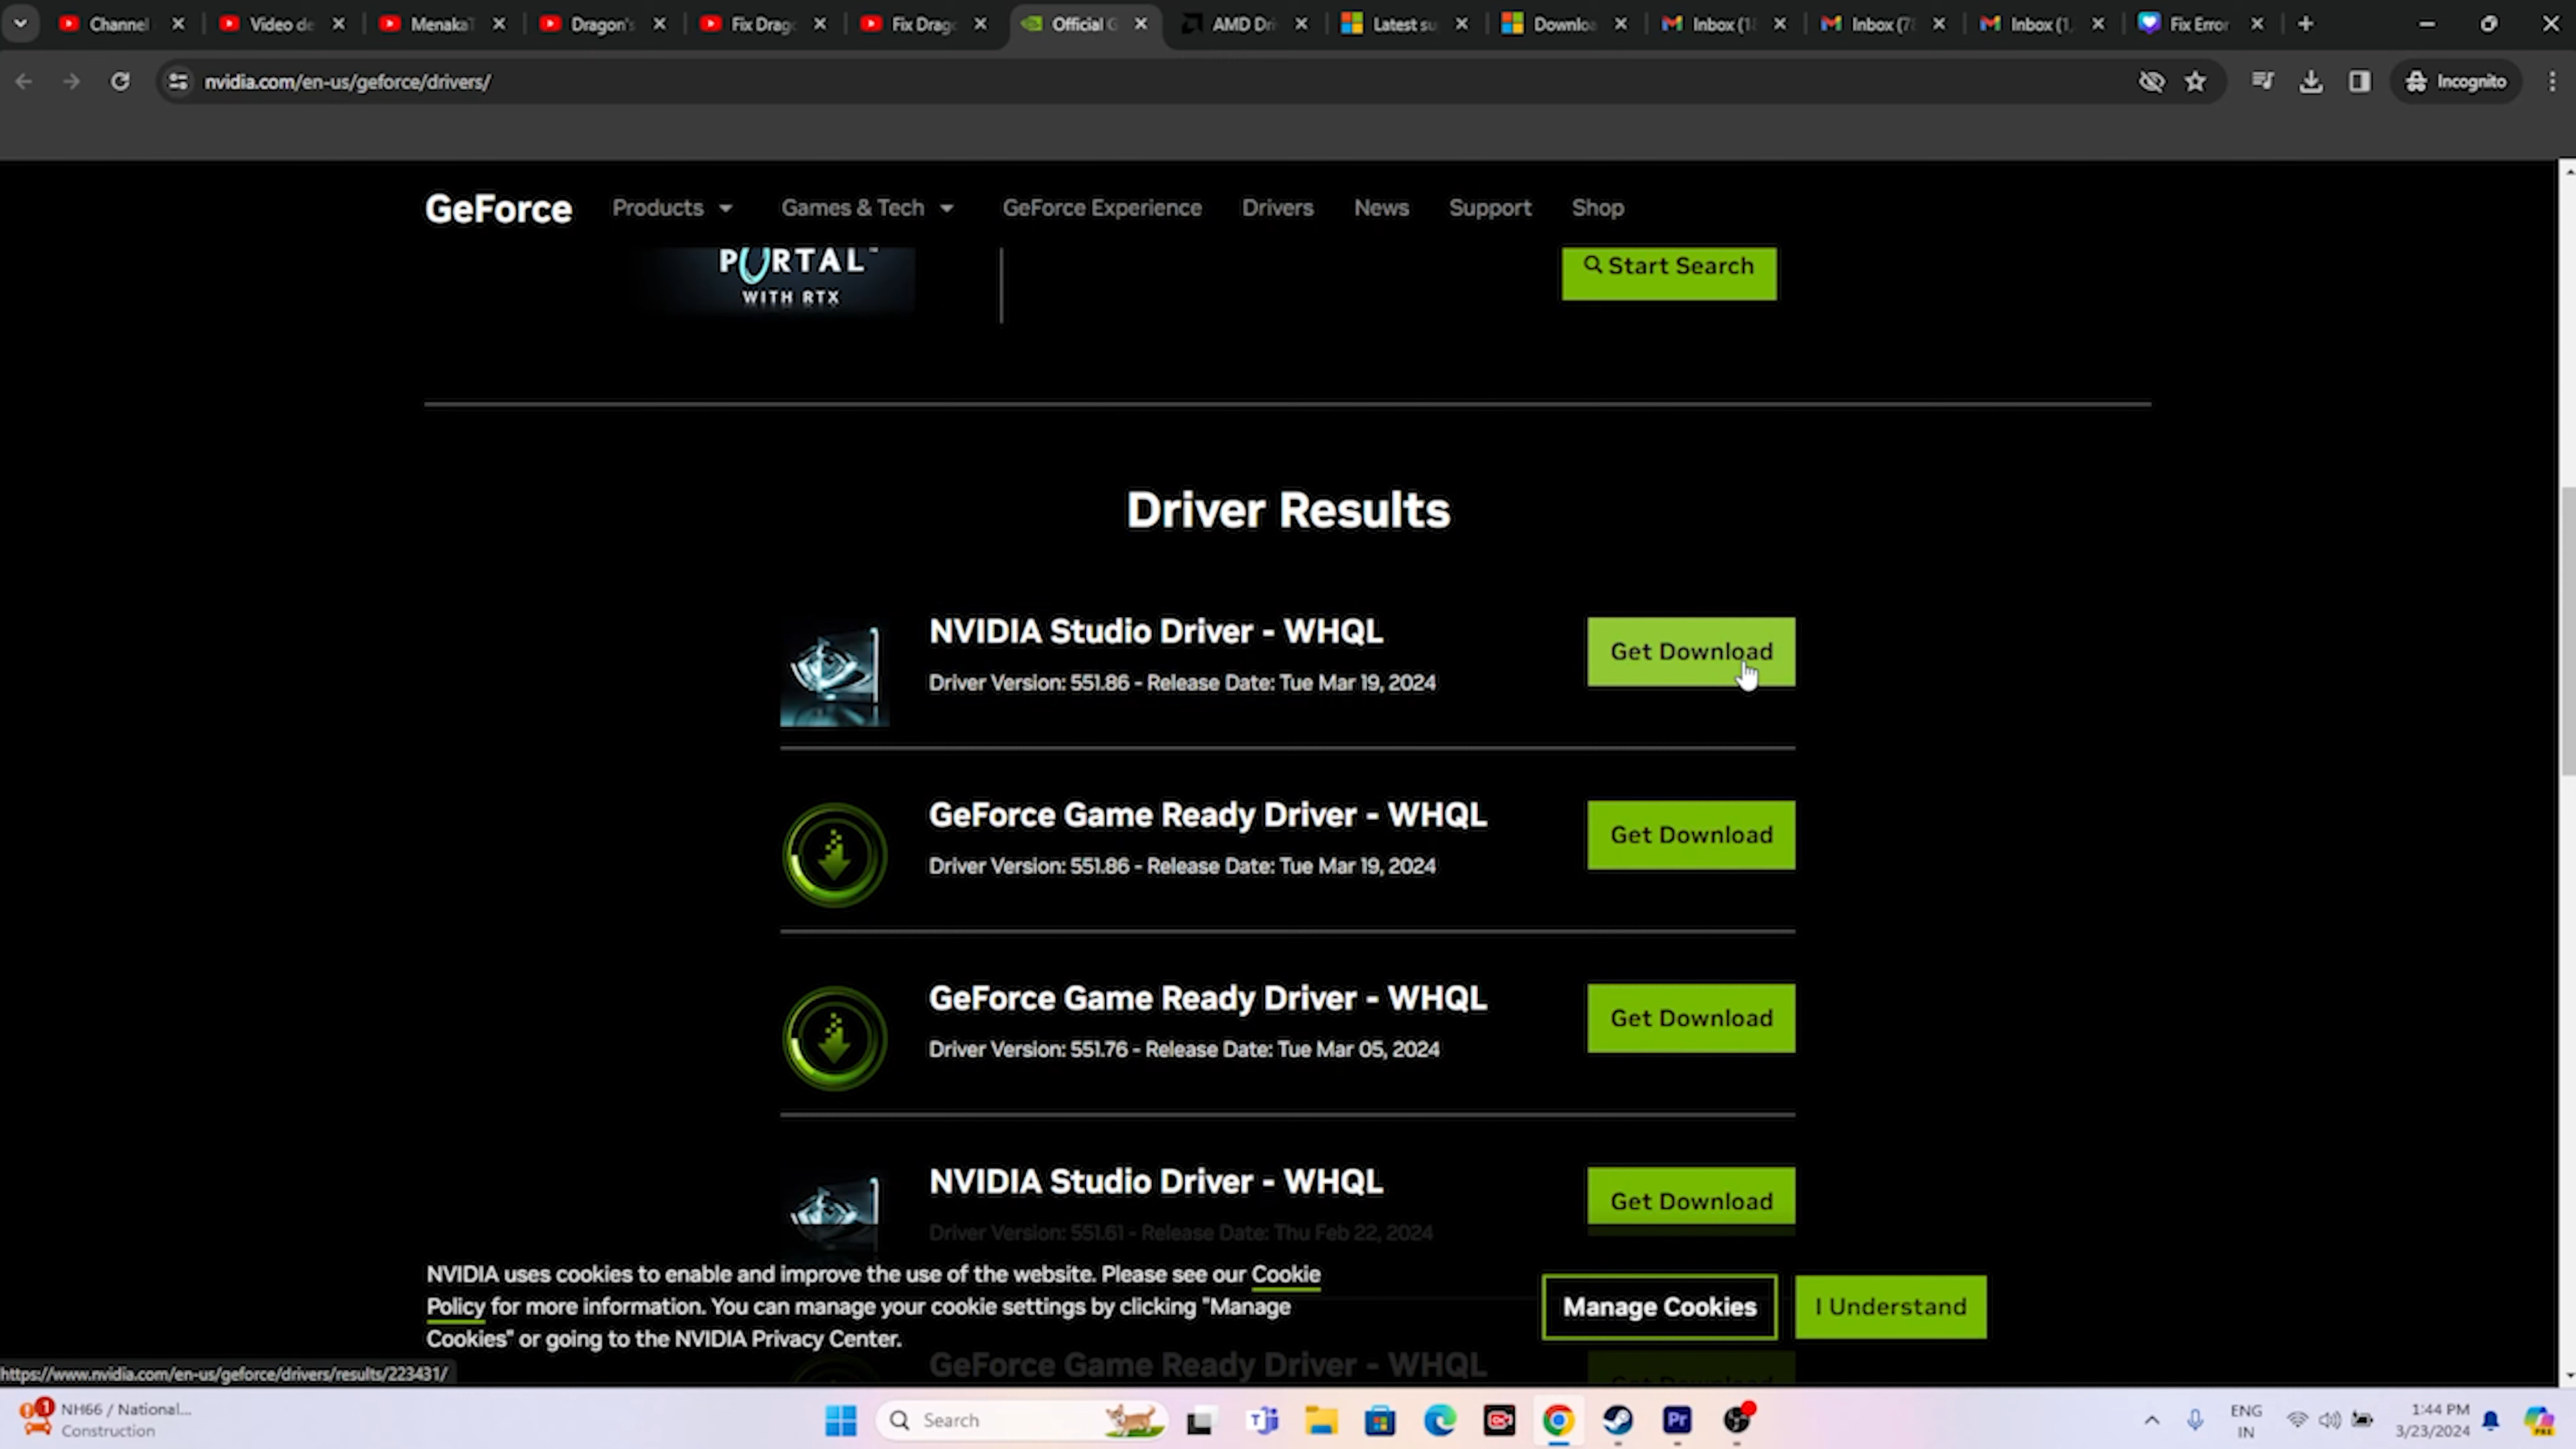 Channel
Video de
Menaka
Dragon's
Fix Drag
Fix Drag
Official G
AMD Dri
Latest su
Downloa
Inbox (1
Inbox (7
Inbox (1,
Fix Error
nvidia.com/en-us/geforce/drivers/
Incognito
GeForce Products Games & Tech GeForce Experience Drivers News Support Shop
PORTAL
WITH RTX
Start Search
Driver Results
NVIDIA Studio Driver - WHQL
Driver Version: 551.86 - Release Date: Tue Mar 19, 2024
Get Download
GeForce Game Ready Driver - WHQL
Driver Version: 551.86 - Release Date: Tue Mar 19, 2024
Get Download
GeForce Game Ready Driver - WHQL
Driver Version: 551.76 - Release Date: Tue Mar 05, 2024
Get Download
NVIDIA Studio Driver - WHQL
Driver Version: 551.61 - Release Date: Thu Feb 22, 2024
Get Download
NVIDIA uses cookies to enable and improve the use of the website. Please see our Cookie
Policy for more information. You can manage your cookie settings by clicking "Manage
Cookies" or going to the NVIDIA Privacy Center.
Manage Cookies
I Understand
GeForce Game Ready Driver - WHQL
Get Download
https://www.nvidia.com/en-us/geforce/drivers/results/223431/
1
NH66 / National...
Construction
Search
Pr
ENG
IN
1:44 PM
3/23/2024
PRE